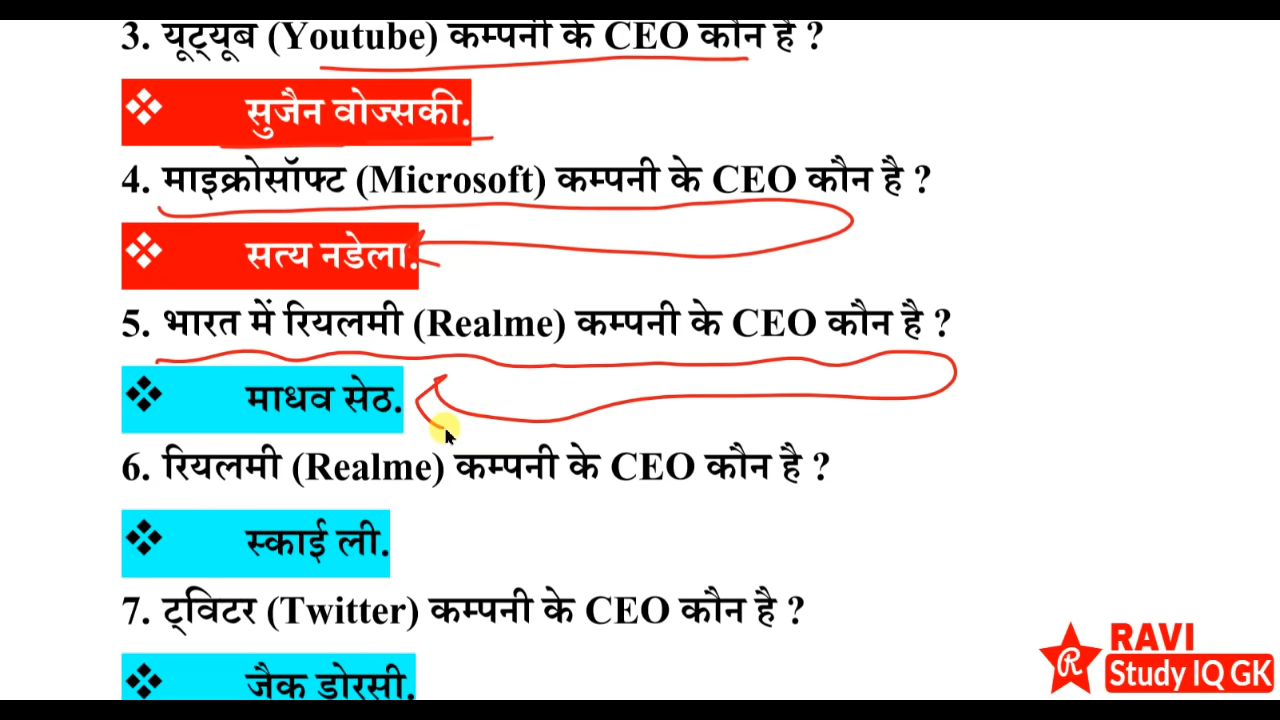 3. यूट्यूब (Youtube) कम्पनी के CEO कौन है ?
❖ सुजैन वोज्सकी.
4. माइक्रोसॉफ्ट (Microsoft) कम्पनी के CEO कौन है ?
❖ सत्य नडेला.
5. भारत में रियलमी (Realme) कम्पनी के CEO कौन है ?
❖ माधव सेठ.
6. रियलमी (Realme) कम्पनी के CEO कौन है ?
❖ स्काई ली.
7. ट्विटर (Twitter) कम्पनी के CEO कौन है ?
❖ जैक डोरसी.
R
RAVI
Study IQ GK